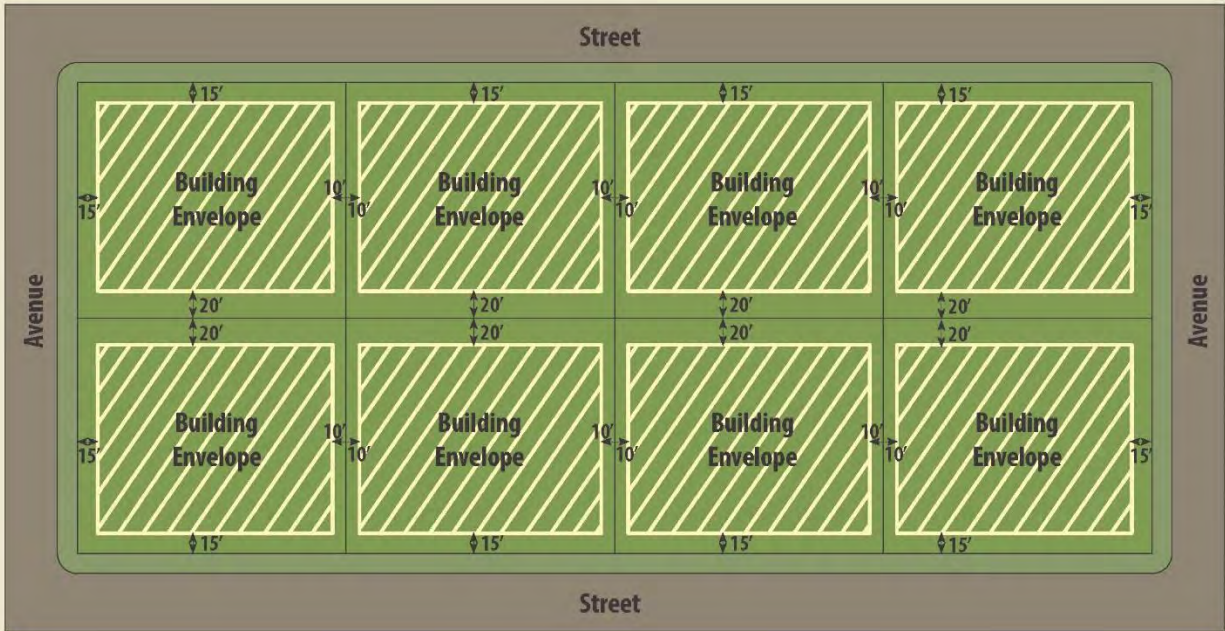 Street
15' 15' 15' 15'
Building Envelope
Building Envelope
Building Envelope
Building Envelope
15' 10' 10' 10' 10' 10' 10' 15'
20' 20' 20' 20'
Avenue
Avenue
20' 20' 20' 20'
Building Envelope
Building Envelope
Building Envelope
Building Envelope
15' 10' 10' 10' 10' 10' 10' 15'
15' 15' 15' 15'
Street